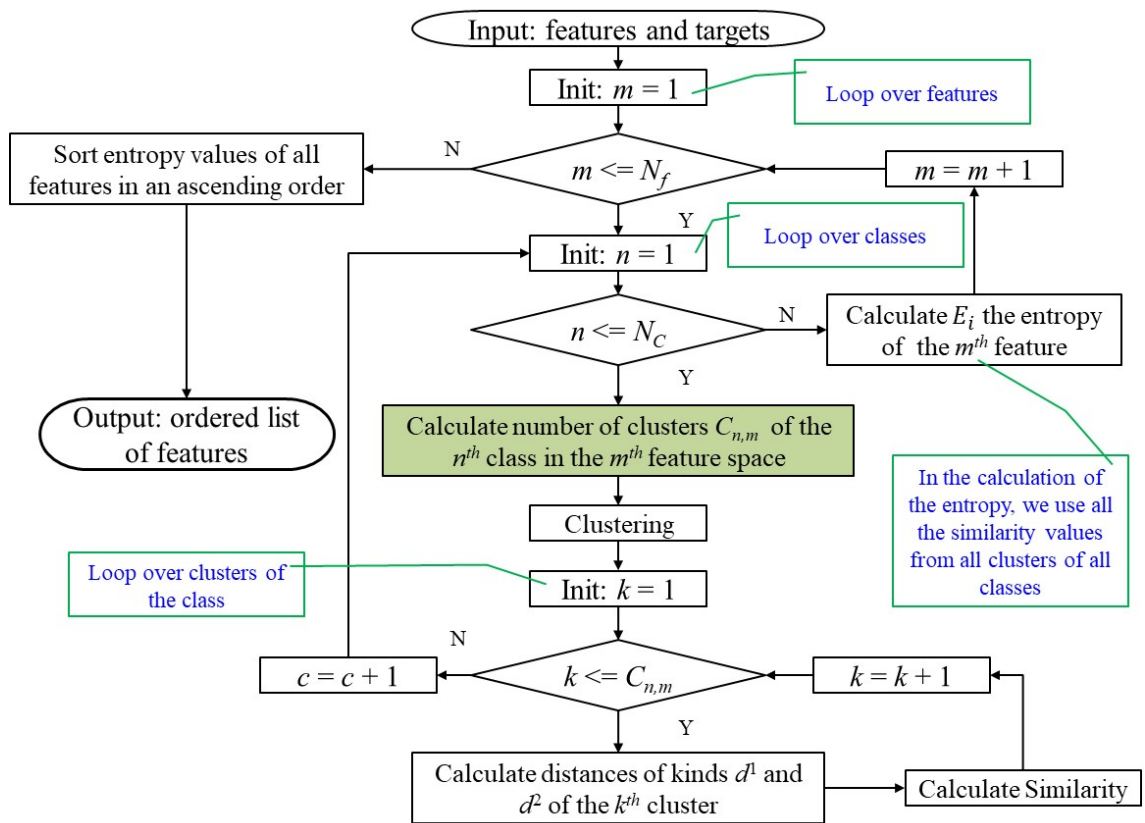 Input: features and targets
Init: m = 1
Loop over features
Sort entropy values of all
features in an ascending order
N
m <= N_f
m = m + 1
Y
Init: n = 1
Loop over classes
n <= N_C
N
Calculate E_i the entropy
of the m^th feature
Y
Output: ordered list
of features
Calculate number of clusters C_n,m of the
n^th class in the m^th feature space
In the calculation of
the entropy, we use all
the similarity values
from all clusters of all
classes
Clustering
Loop over clusters of
the class
Init: k = 1
N
c = c + 1
k <= C_n,m
k = k + 1
Y
Calculate distances of kinds d^1 and
d^2 of the k^th cluster
Calculate Similarity